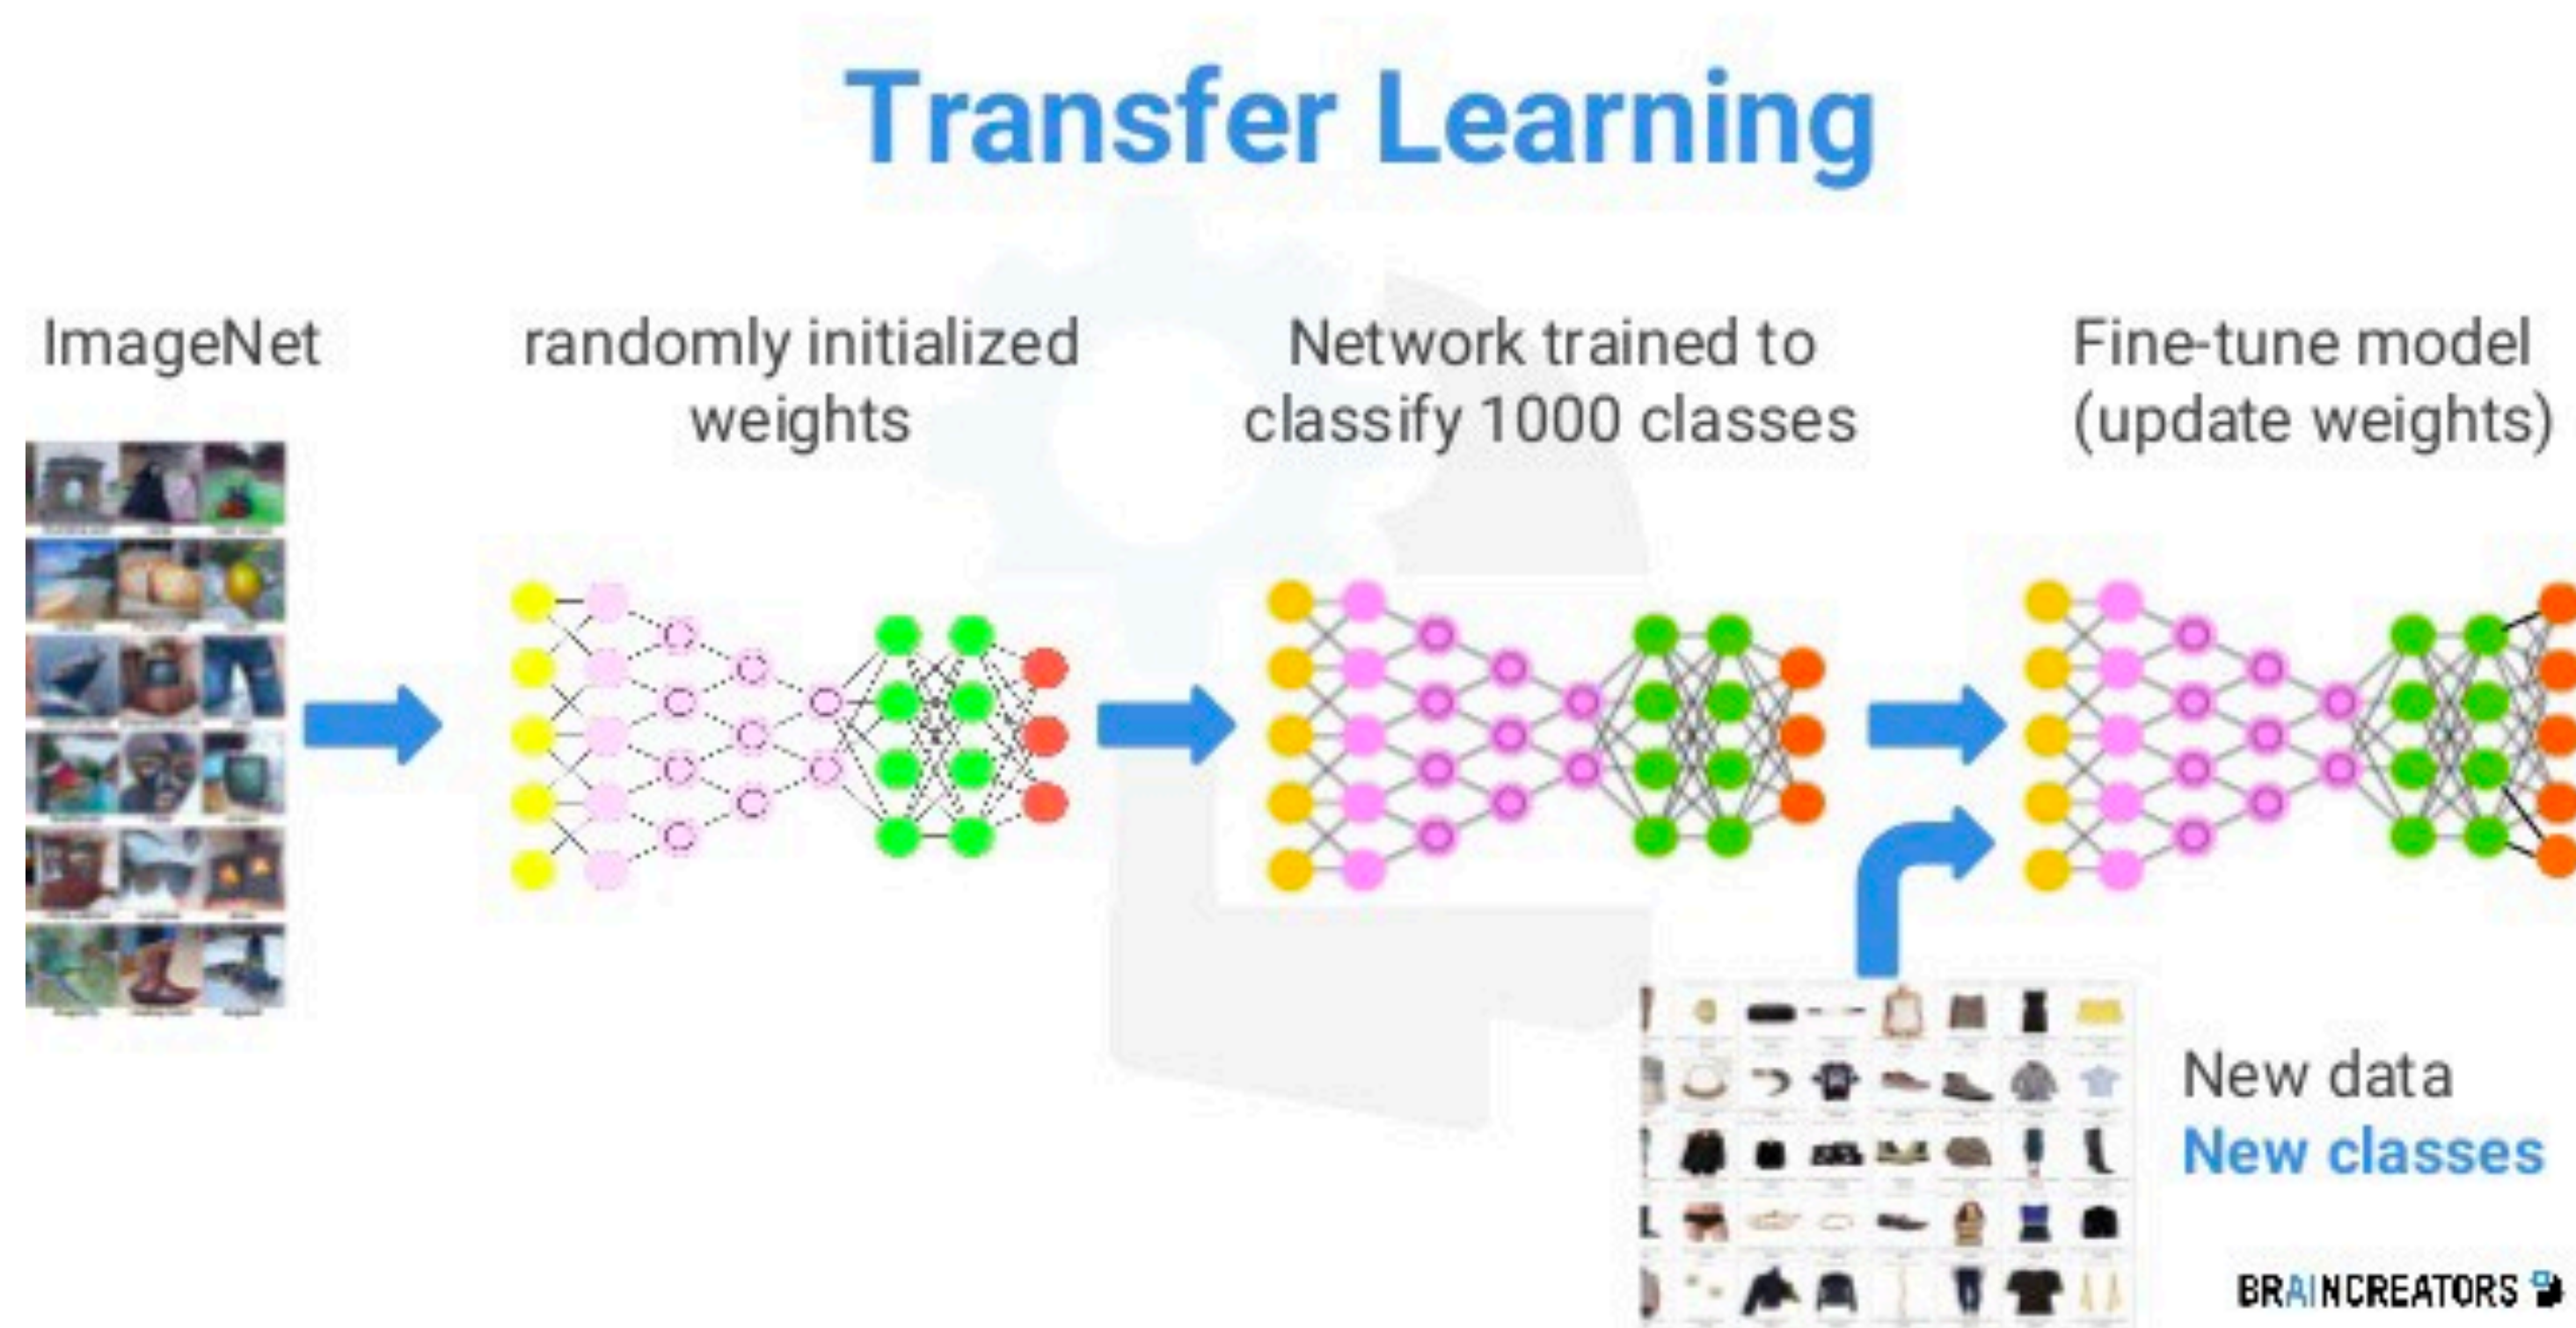 Transfer Learning
ImageNet
randomly initialized
weights
Network trained to
classify 1000 classes
Fine-tune model
(update weights)
New data
New classes
BRAINCREATORS